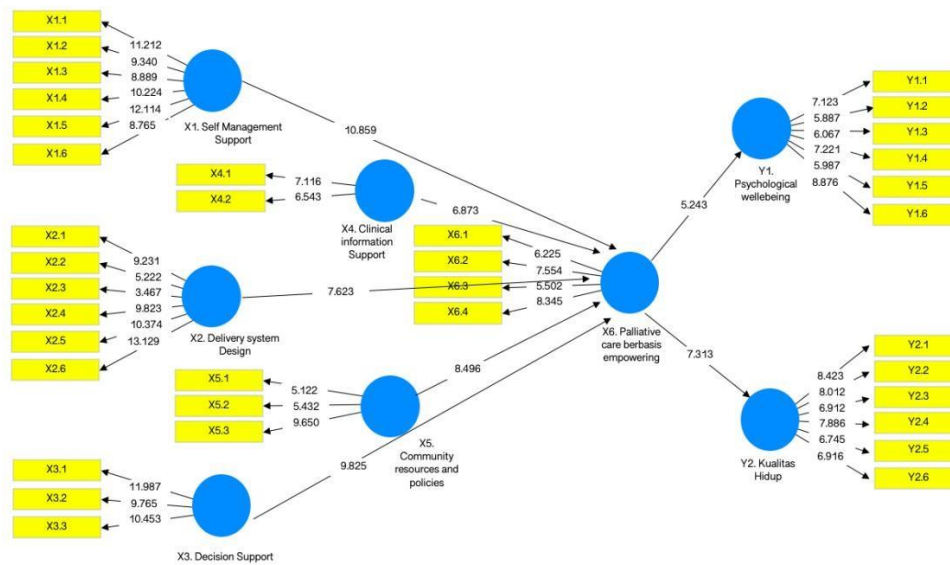 X1.1
X1.2
X1.3
X1.4
X1.5
X1.6
11.212
9.340
8.889
10.224
12.114
8.765
X1. Self Management
Support
10.859
X4.1
X4.2
7.116
6.543
X4. Clinical
information
Support
6.873
X2.1
X2.2
X2.3
X2.4
X2.5
X2.6
9.231
5.222
3.467
9.823
10.374
13.129
X2. Delivery system
Design
7.623
X6.1
X6.2
X6.3
X6.4
6.225
7.554
5.502
8.345
X6. Palliative
care berbasis
empowering
X5.1
X5.2
X5.3
5.122
5.432
9.650
X5.
Community
resources and
policies
8.496
X3.1
X3.2
X3.3
11.987
9.765
10.453
X3. Decision Support
9.825
5.243
7.313
Y1.
Psychological
wellebeing
7.123
5.887
6.067
7.221
5.987
8.876
Y1.1
Y1.2
Y1.3
Y1.4
Y1.5
Y1.6
Y2. Kualitas
Hidup
8.423
8.012
6.912
7.886
6.745
6.916
Y2.1
Y2.2
Y2.3
Y2.4
Y2.5
Y2.6